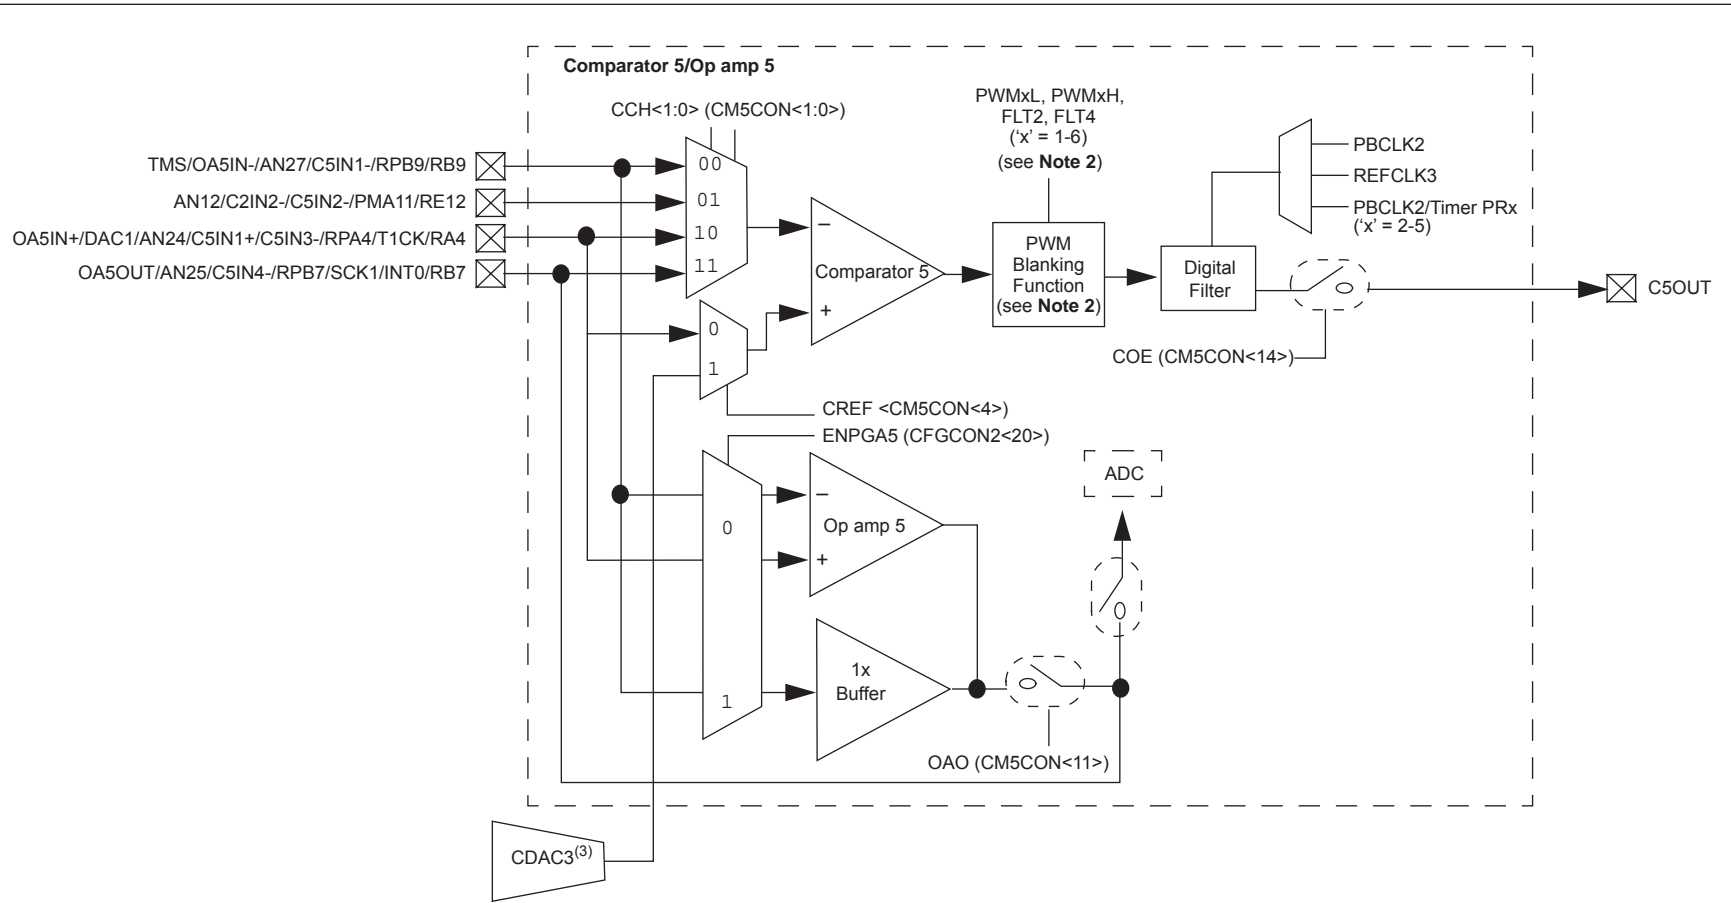 Comparator 5/Op amp 5
CCH<1:0> (CM5CON<1:0>)
PWMxL, PWMxH,
FLT2, FLT4
(‘x’ = 1-6)
(see Note 2)
TMS/OA5IN-/AN27/C5IN1-/RPB9/RB9
AN12/C2IN2-/C5IN2-/PMA11/RE12
OA5IN+/DAC1/AN24/C5IN1+/C5IN3-/RPA4/T1CK/RA4
OA5OUT/AN25/C5IN4-/RPB7/SCK1/INT0/RB7
00
01
10
11
0
1
–
Comparator 5
+
PWM
Blanking
Function
(see Note 2)
Digital
Filter
PBCLK2
REFCLK3
PBCLK2/Timer PRx
(‘x’ = 2-5)
C5OUT
COE (CM5CON<14>)
CREF <CM5CON<4>)
ENPGA5 (CFGCON2<20>)
0
1
–
Op amp 5
+
ADC
1x
Buffer
OAO (CM5CON<11>)
CDAC3(3)